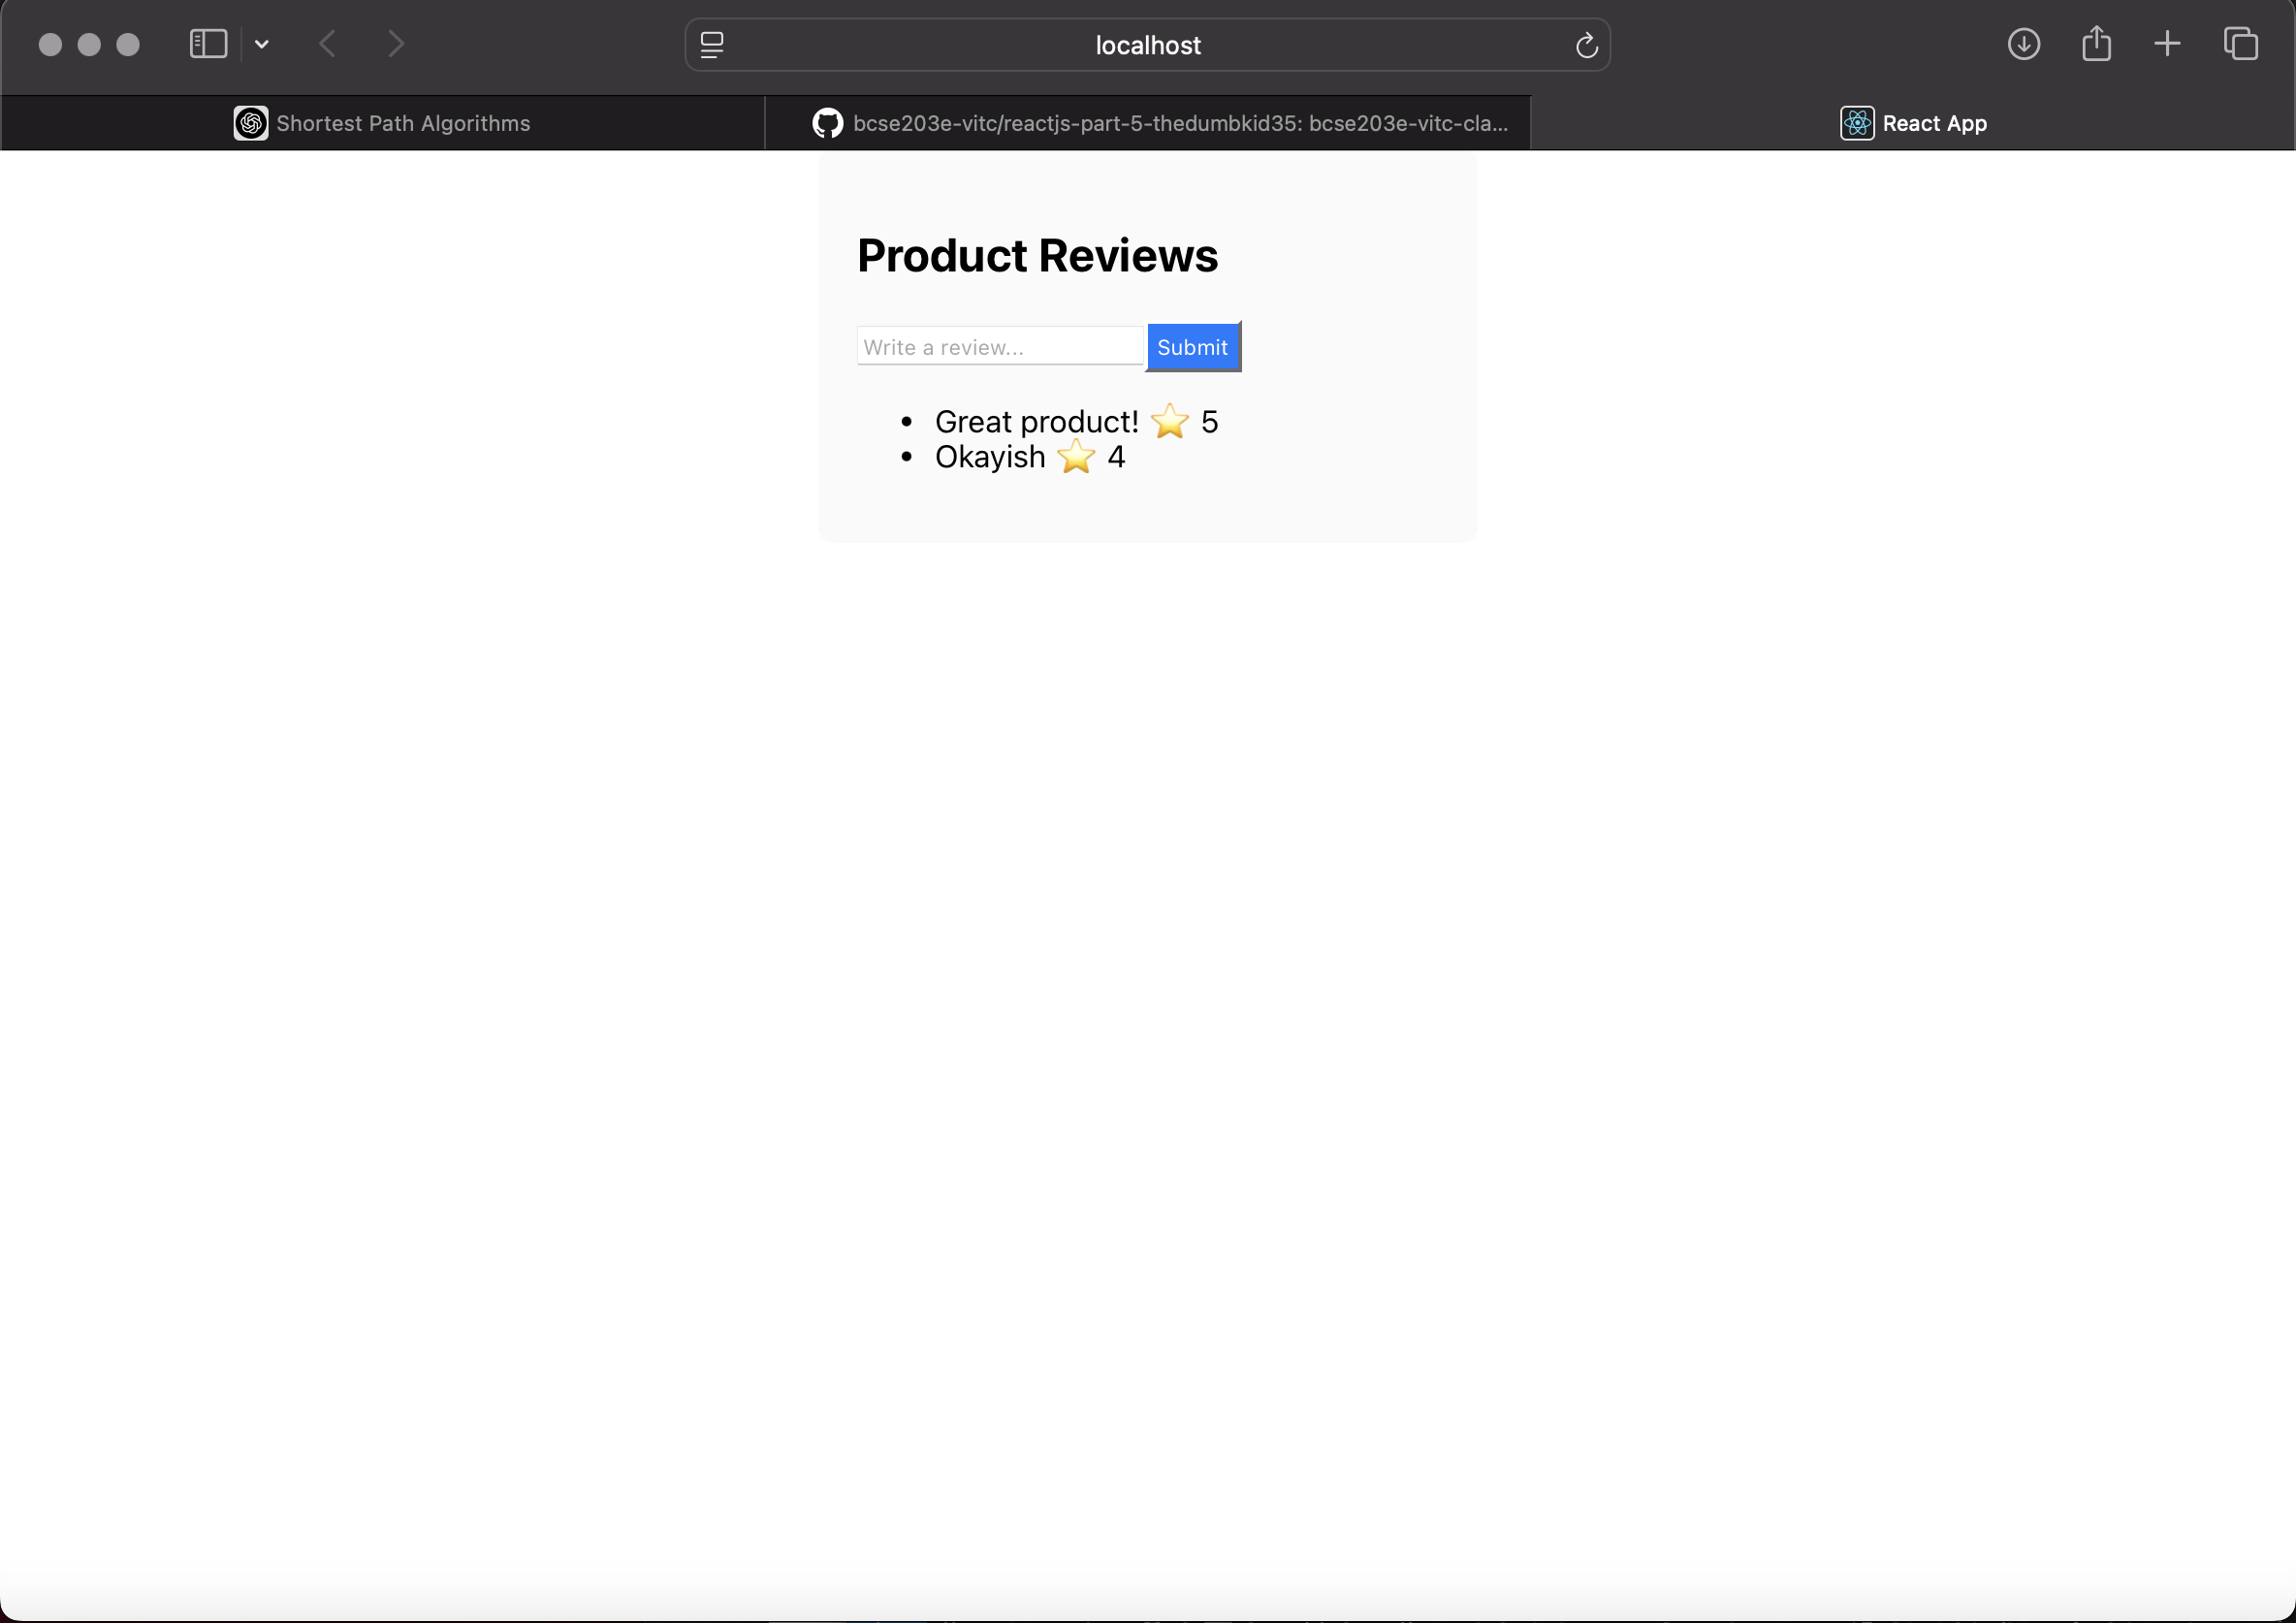 localhost
Shortest Path Algorithms
bcse203e-vitc/reactjs-part-5-thedumbkid35: bcse203e-vitc-cla...
React App
Product Reviews
Write a review...
Submit
• Great product! ⭐ 5
• Okayish ⭐ 4